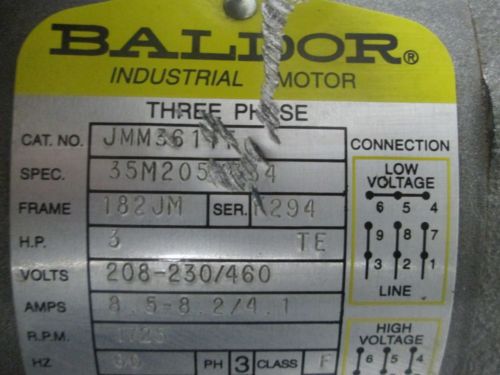 BALDOR®
INDUSTRIAL MOTOR
THREE PHASE
CAT. NO.
SPEC.
FRAME 182JM SER.
H.P. 3 TE
VOLTS 208-230/460
AMPS 8.5-8.2/4.1
R.P.M. 1725
HZ 60 PH 3 CLASS F
CONNECTION
LOW
VOLTAGE
6 5 4
9 8 7
3 2 1
LINE
HIGH
VOLTAGE
6 5 4